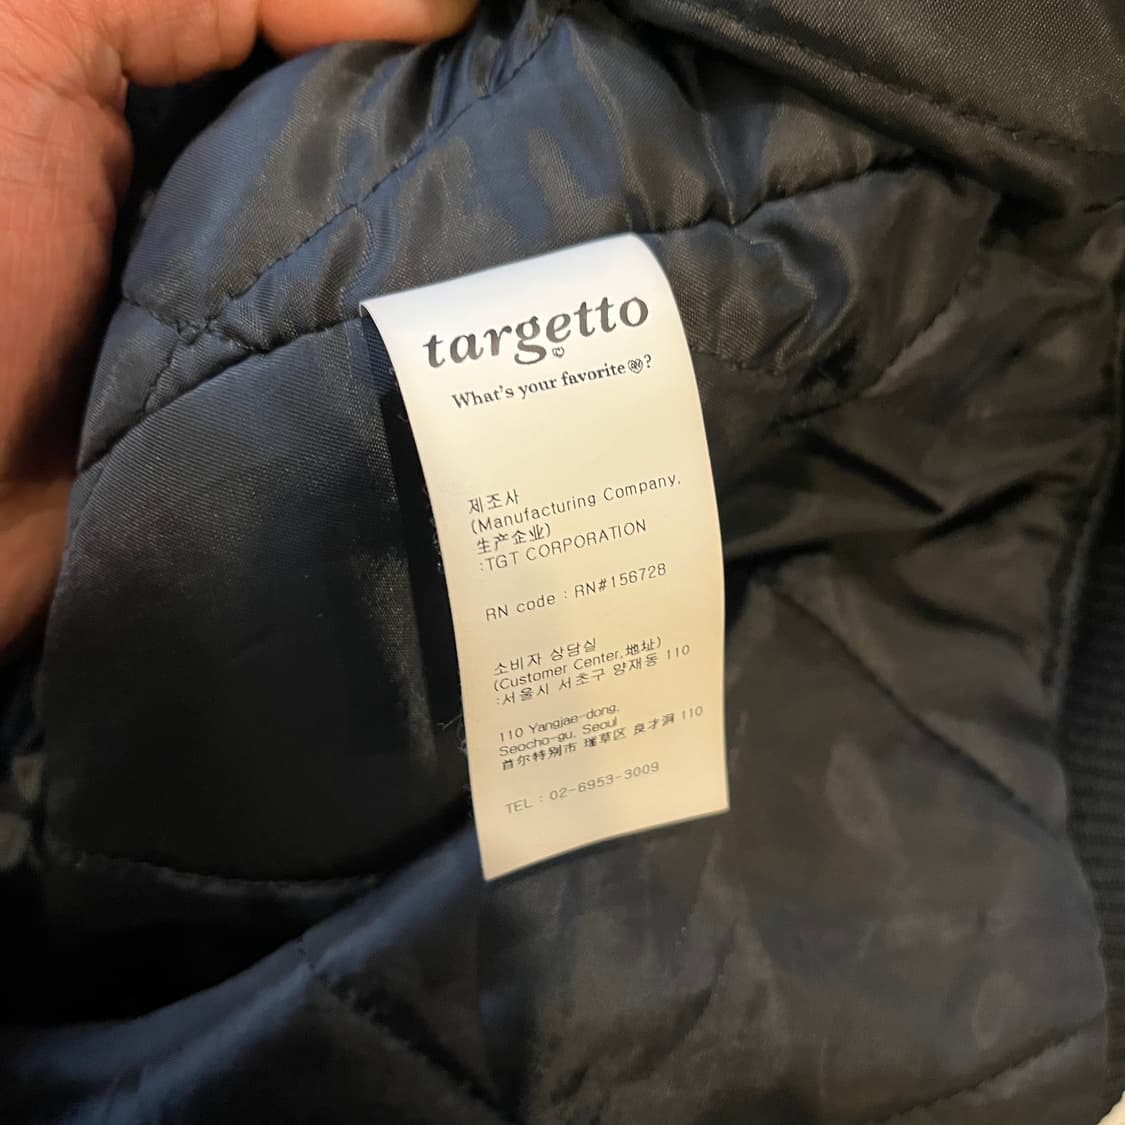 targetto
What's your favorite ?
제조사
(Manufacturing Company,
生产企业)
:TGT CORPORATION
RN code : RN#156728
소비자 상담실
(Customer Center,地址)
:서울시 서초구 양재동 110
110 Yangjae-dong,
Seocho-gu, Seoul
首尔特别市 瑞草区 良才洞 110
TEL : 02-6953-3009